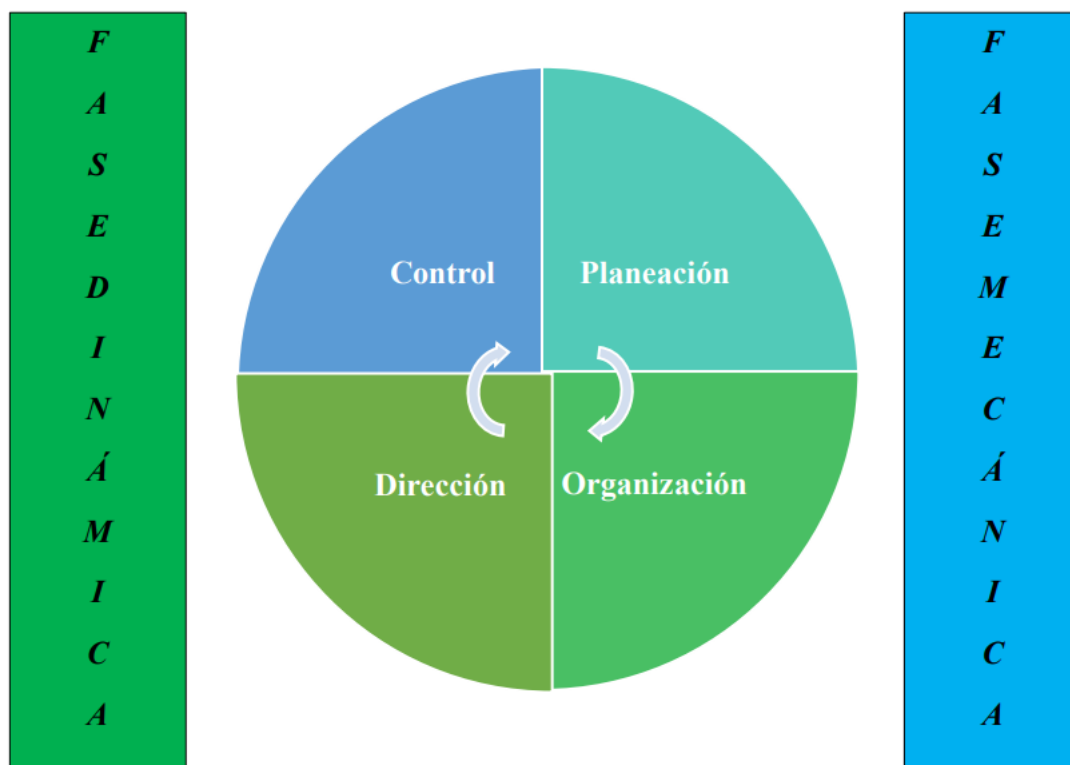 F
A
S
E
D
I
N
Á
M
I
C
A
Control
Planeación
Dirección
Organización
F
A
S
E
M
E
C
Á
N
I
C
A